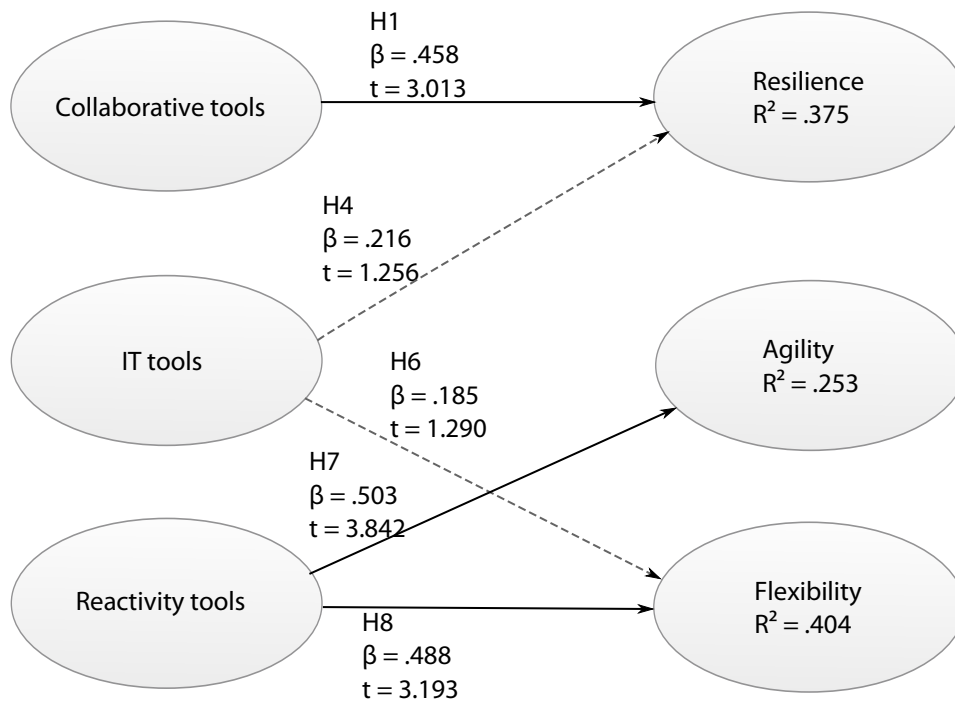 H1
β = .458
t = 3.013
Collaborative tools
Resilience
R² = .375
H4
β = .216
t = 1.256
IT tools
H6
β = .185
t = 1.290
Agility
R² = .253
H7
β = .503
t = 3.842
Reactivity tools
H8
β = .488
t = 3.193
Flexibility
R² = .404